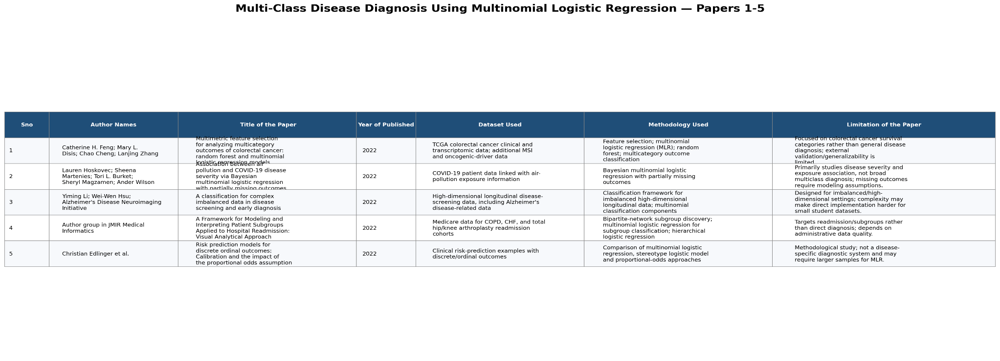 Multi-Class Disease Diagnosis Using Multinomial Logistic Regression — Papers 1-5
Sno
Author Names
Title of the Paper
Year of Published
Dataset Used
Methodology Used
Limitation of the Paper
1
Catherine H. Feng; Mary L.
Disis; Chao Cheng; Lanjing Zhang
Multimetric feature selection
for analyzing multicategory
outcomes of colorectal cancer:
random forest and multinomial
logistic regression models
2022
TCGA colorectal cancer clinical and
transcriptomic data; additional MSI
and oncogenic-driver data
Feature selection; multinomial
logistic regression (MLR); random
forest; multicategory outcome
classification
Focused on colorectal cancer survival
categories rather than general disease
diagnosis; external
validation/generalizability is
limited.
2
Lauren Hoskovec; Sheena
Martenies; Tori L. Burket;
Sheryl Magzamen; Ander Wilson
Association between air
pollution and COVID-19 disease
severity via Bayesian
multinomial logistic regression
with partially missing outcomes
2022
COVID-19 patient data linked with air-
pollution exposure information
Bayesian multinomial logistic
regression with partially missing
outcomes
Primarily studies disease severity and
exposure association, not broad
multiclass diagnosis; missing outcomes
require modeling assumptions.
3
Yiming Li; Wei-Wen Hsu;
Alzheimer's Disease Neuroimaging
Initiative
A classification for complex
imbalanced data in disease
screening and early diagnosis
2022
High-dimensional longitudinal disease-
screening data, including Alzheimer's
disease-related data
Classification framework for
imbalanced high-dimensional
longitudinal data; multinomial
classification components
Designed for imbalanced/high-
dimensional settings; complexity may
make direct implementation harder for
small student datasets.
4
Author group in JMIR Medical
Informatics
A Framework for Modeling and
Interpreting Patient Subgroups
Applied to Hospital Readmission:
Visual Analytical Approach
2022
Medicare data for COPD, CHF, and total
hip/knee arthroplasty readmission
cohorts
Bipartite-network subgroup discovery;
multinomial logistic regression for
subgroup classification; hierarchical
logistic regression
Targets readmission/subgroups rather
than direct diagnosis; depends on
administrative data quality.
5
Christian Edlinger et al.
Risk prediction models for
discrete ordinal outcomes:
Calibration and the impact of
the proportional odds assumption
2022
Clinical risk-prediction examples with
discrete/ordinal outcomes
Comparison of multinomial logistic
regression, stereotype logistic model
and proportional-odds approaches
Methodological study; not a disease-
specific diagnostic system and may
require larger samples for MLR.